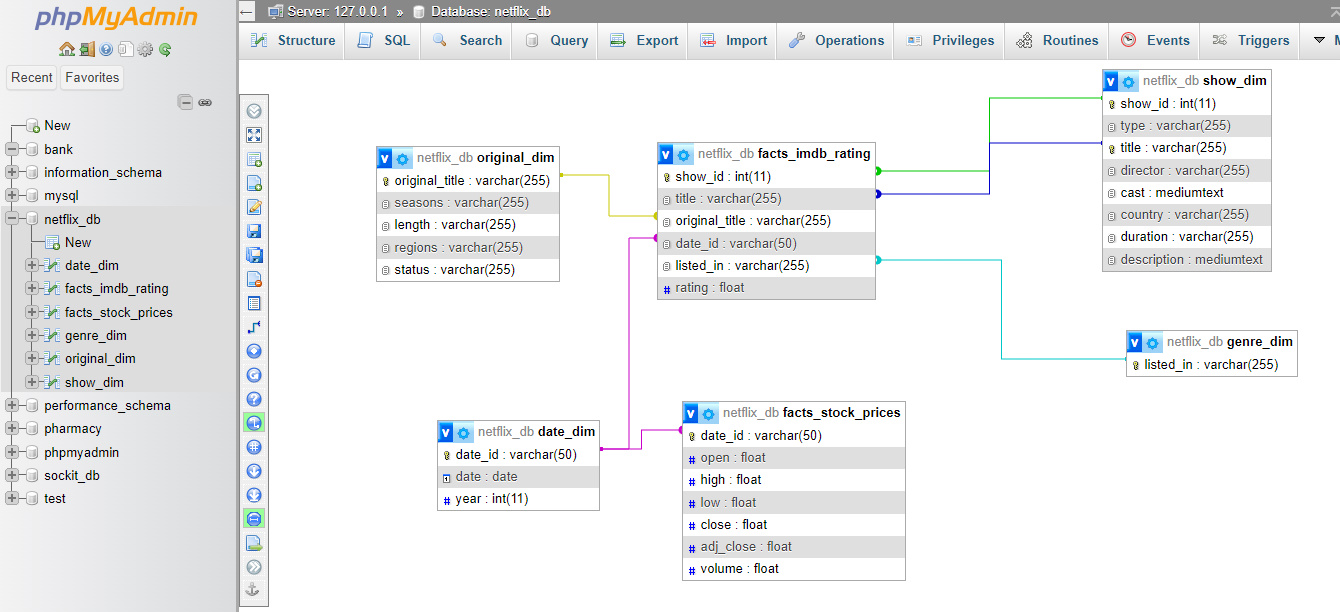 phpMyAdmin
Recent Favorites
New
bank
information_schema
mysql
netflix_db
New
date_dim
facts_imdb_rating
facts_stock_prices
genre_dim
original_dim
show_dim
performance_schema
pharmacy
phpmyadmin
sockit_db
test
Server: 127.0.0.1 » Database: netflix_db
Structure SQL Search Query Export Import Operations Privileges Routines Events Triggers
netflix_db original_dim
original_title : varchar(255)
seasons : varchar(255)
length : varchar(255)
regions : varchar(255)
status : varchar(255)
netflix_db facts_imdb_rating
show_id : int(11)
title : varchar(255)
original_title : varchar(255)
date_id : varchar(50)
listed_in : varchar(255)
rating : float
netflix_db show_dim
show_id : int(11)
type : varchar(255)
title : varchar(255)
director : varchar(255)
cast : mediumtext
country : varchar(255)
duration : varchar(255)
description : mediumtext
netflix_db genre_dim
listed_in : varchar(255)
netflix_db date_dim
date_id : varchar(50)
date : date
year : int(11)
netflix_db facts_stock_prices
date_id : varchar(50)
open : float
high : float
low : float
close : float
adj_close : float
volume : float